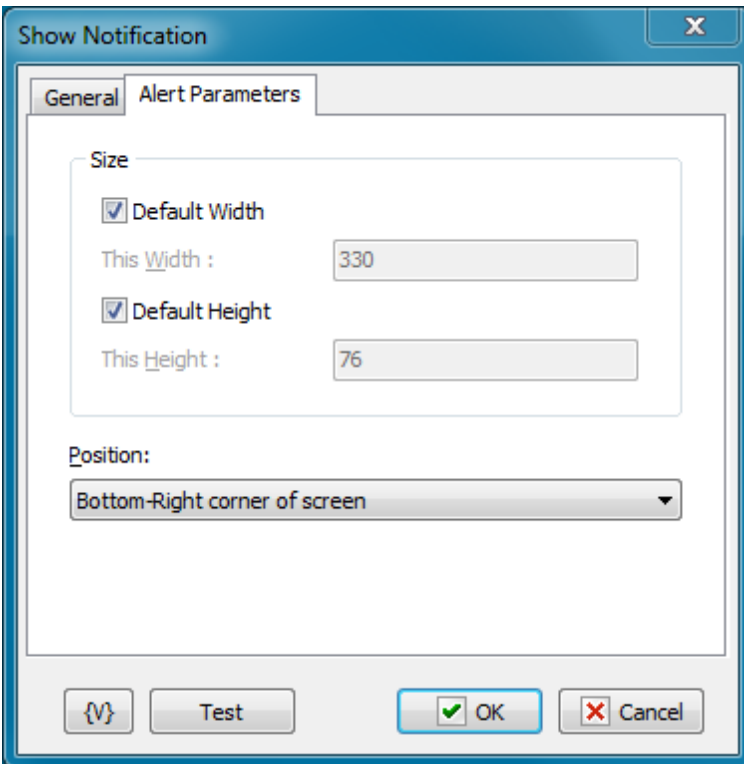 Show Notification
General
Alert Parameters
Size
Default Width
This Width :
330
Default Height
This Height :
76
Position:
Bottom-Right corner of screen
{V}
Test
OK
Cancel